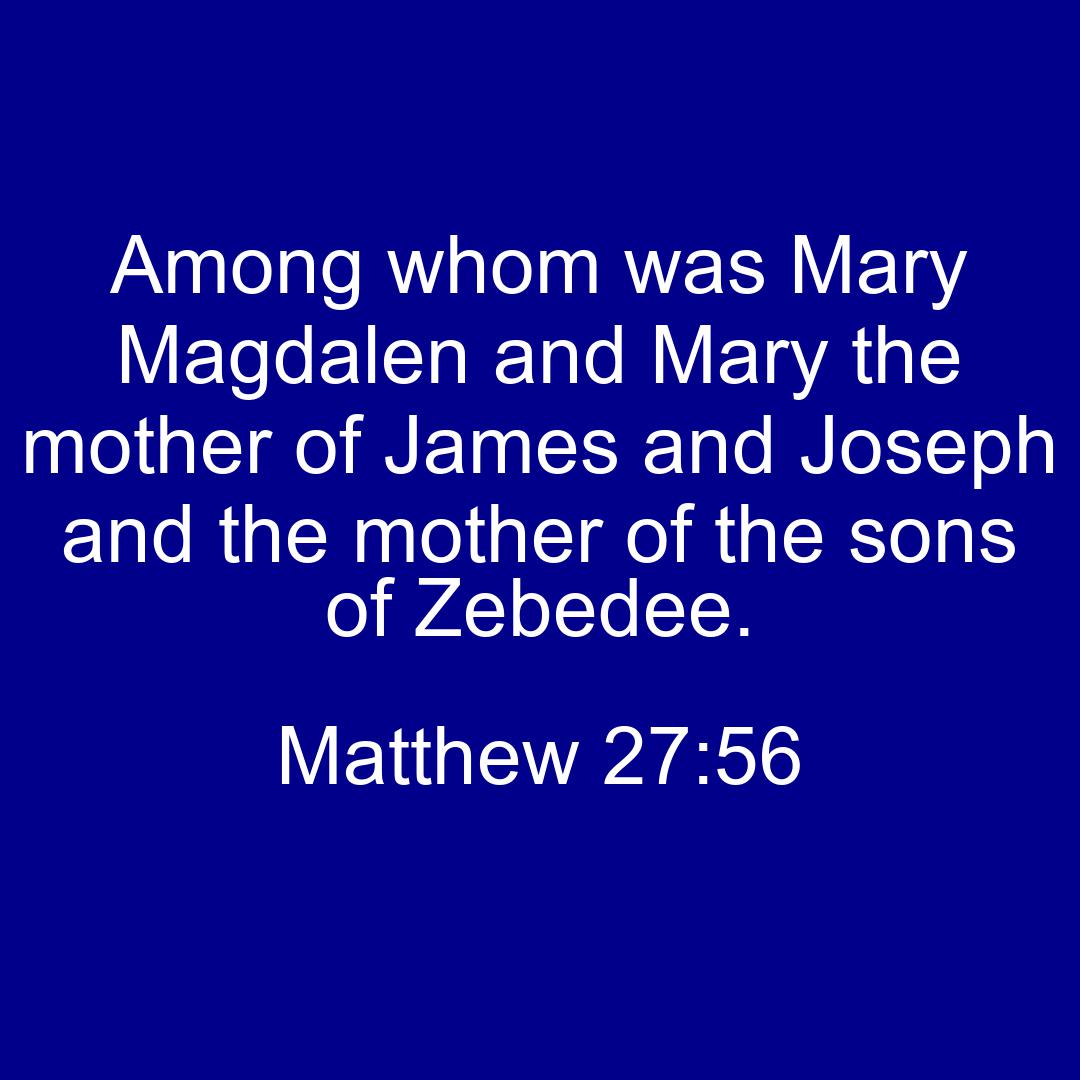 Among whom was Mary
Magdalen and Mary the
mother of James and Joseph
and the mother of the sons
of Zebedee.
Matthew 27:56